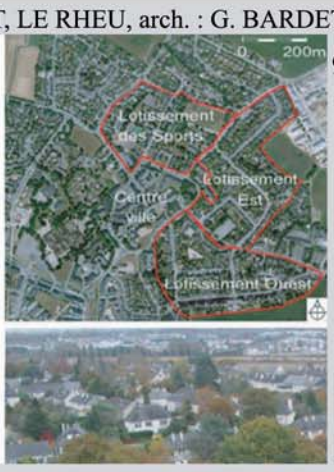 T, LE RHEU, arch. : G. BARDET
0 200m
Lotissement
des Sports
Lotissement
Est
Centre
ville
Lotissement Ouest